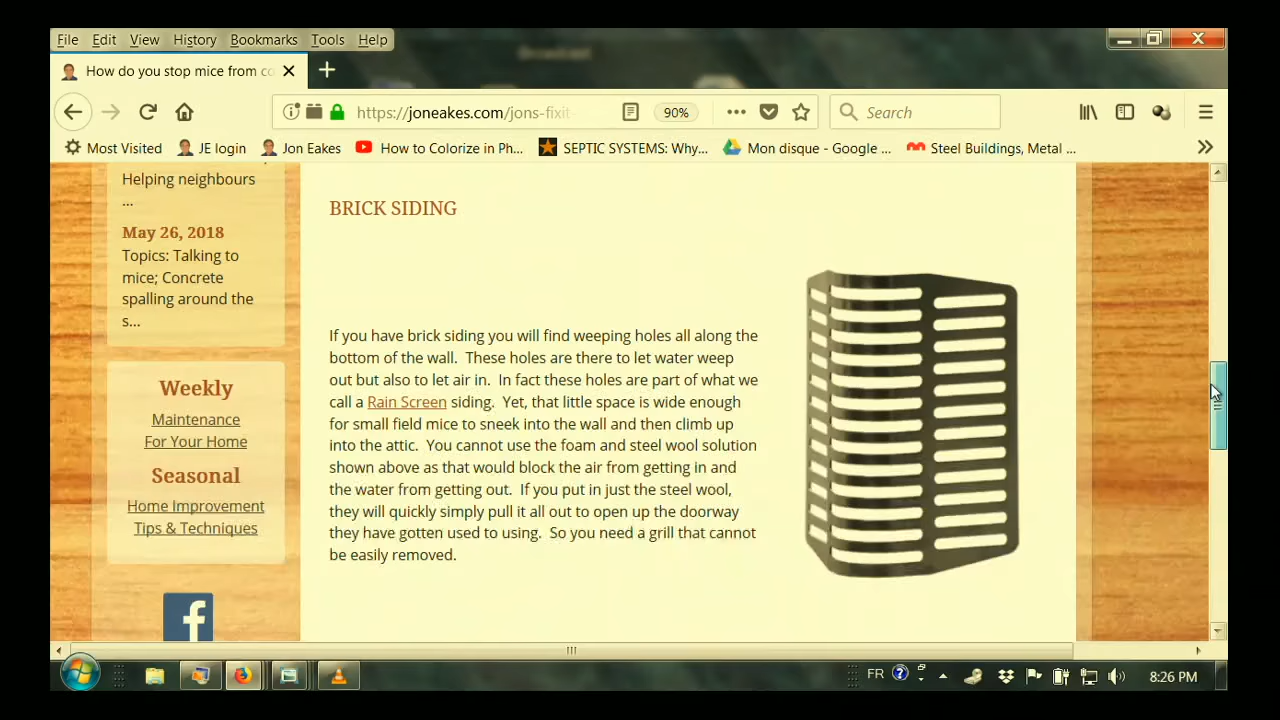 Broadcast
File Edit View History Bookmarks Tools Help
How do you stop mice from co
https://joneakes.com/jons-fixit-
90%
Search
Most Visited JE login Jon Eakes How to Colorize in Ph... SEPTIC SYSTEMS: Why... Mon disque - Google ... Steel Buildings, Metal ...
Helping neighbours
...
May 26, 2018
Topics: Talking to
mice; Concrete
spalling around the
s...
Weekly
Maintenance
For Your Home
Seasonal
Home Improvement
Tips & Techniques
f
BRICK SIDING
If you have brick siding you will find weeping holes all along the
bottom of the wall. These holes are there to let water weep
out but also to let air in. In fact these holes are part of what we
call a Rain Screen siding. Yet, that little space is wide enough
for small field mice to sneek into the wall and then climb up
into the attic. You cannot use the foam and steel wool solution
shown above as that would block the air from getting in and
the water from getting out. If you put in just the steel wool,
they will quickly simply pull it all out to open up the doorway
they have gotten used to using. So you need a grill that cannot
be easily removed.
FR
8:26 PM